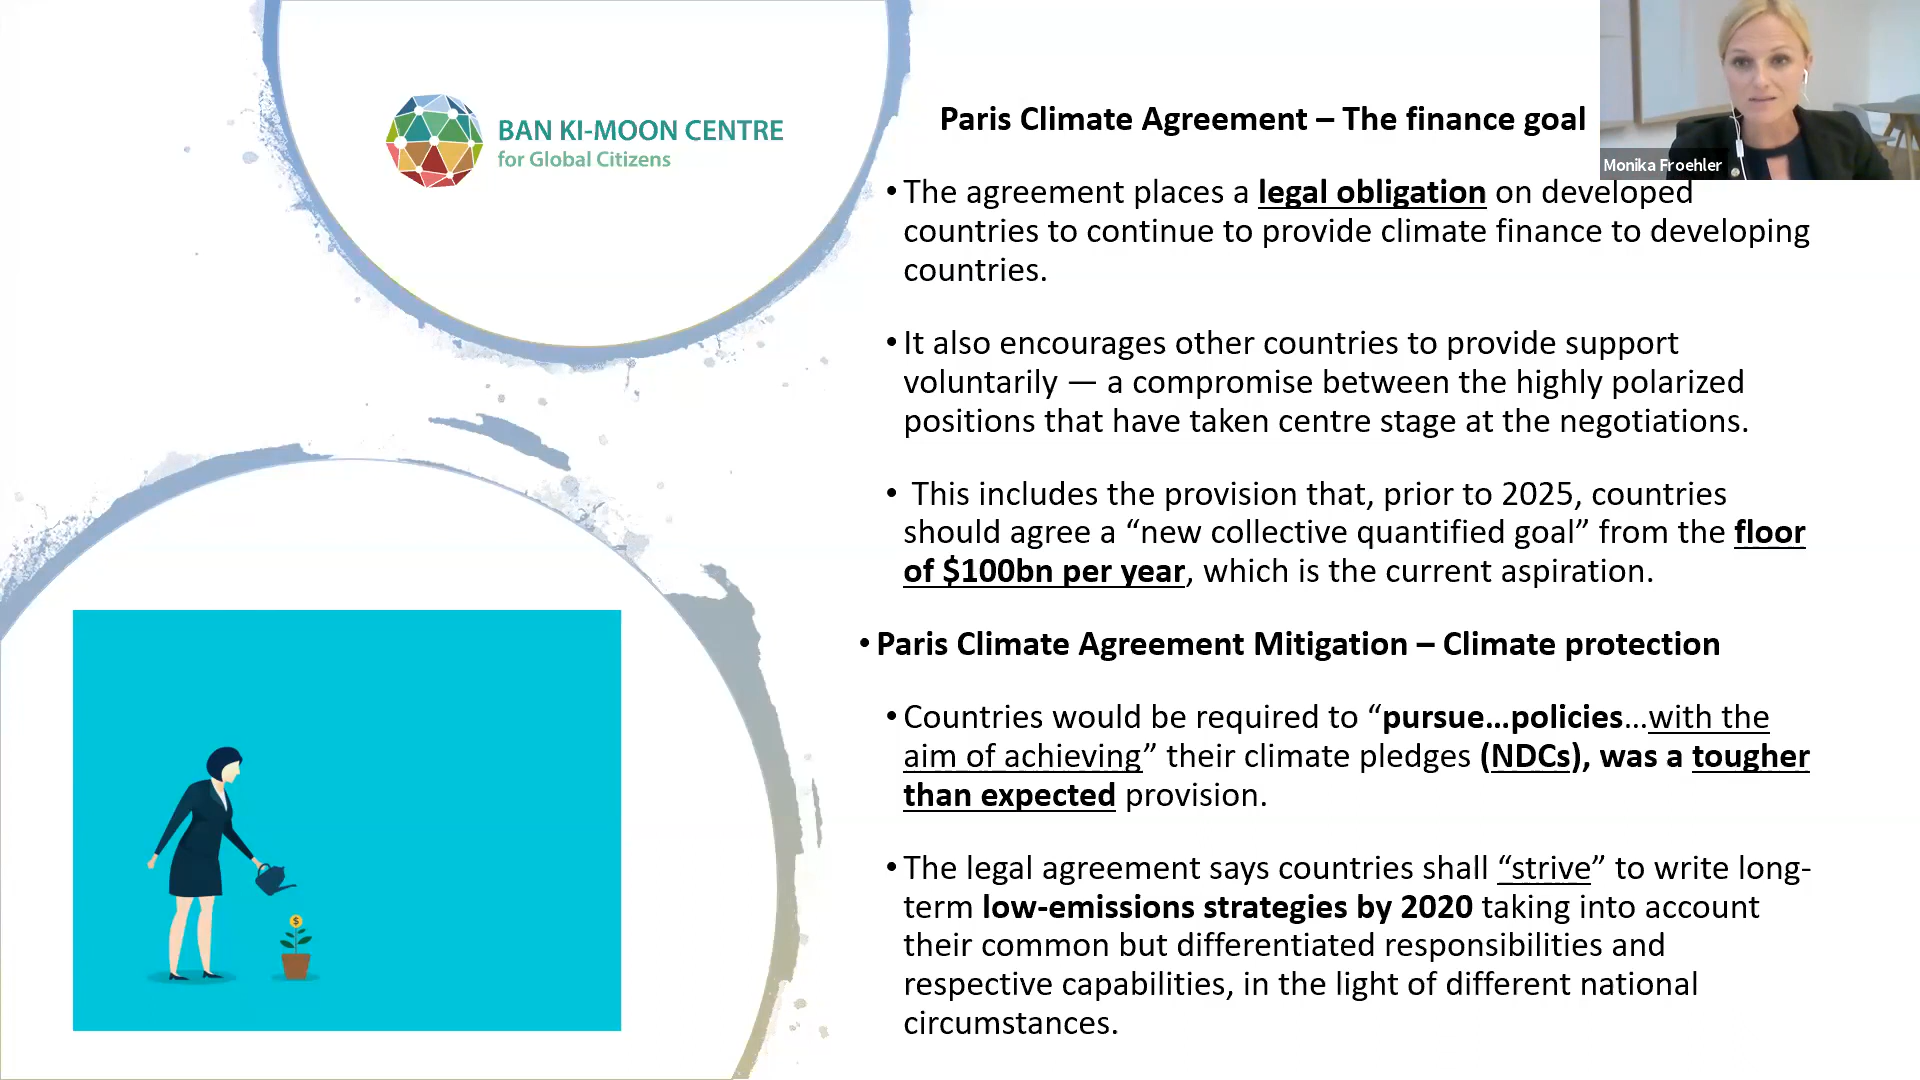 BAN KI-MOON CENTRE
for Global Citizens
Paris Climate Agreement – The finance goal
Monika Froehler
• The agreement places a legal obligation on developed
countries to continue to provide climate finance to developing
countries.
• It also encourages other countries to provide support
voluntarily — a compromise between the highly polarized
positions that have taken centre stage at the negotiations.
• This includes the provision that, prior to 2025, countries
should agree a “new collective quantified goal” from the floor
of $100bn per year, which is the current aspiration.
• Paris Climate Agreement Mitigation – Climate protection
• Countries would be required to “pursue…policies…with the
aim of achieving” their climate pledges (NDCs), was a tougher
than expected provision.
• The legal agreement says countries shall “strive” to write long-
term low-emissions strategies by 2020 taking into account
their common but differentiated responsibilities and
respective capabilities, in the light of different national
circumstances.
$